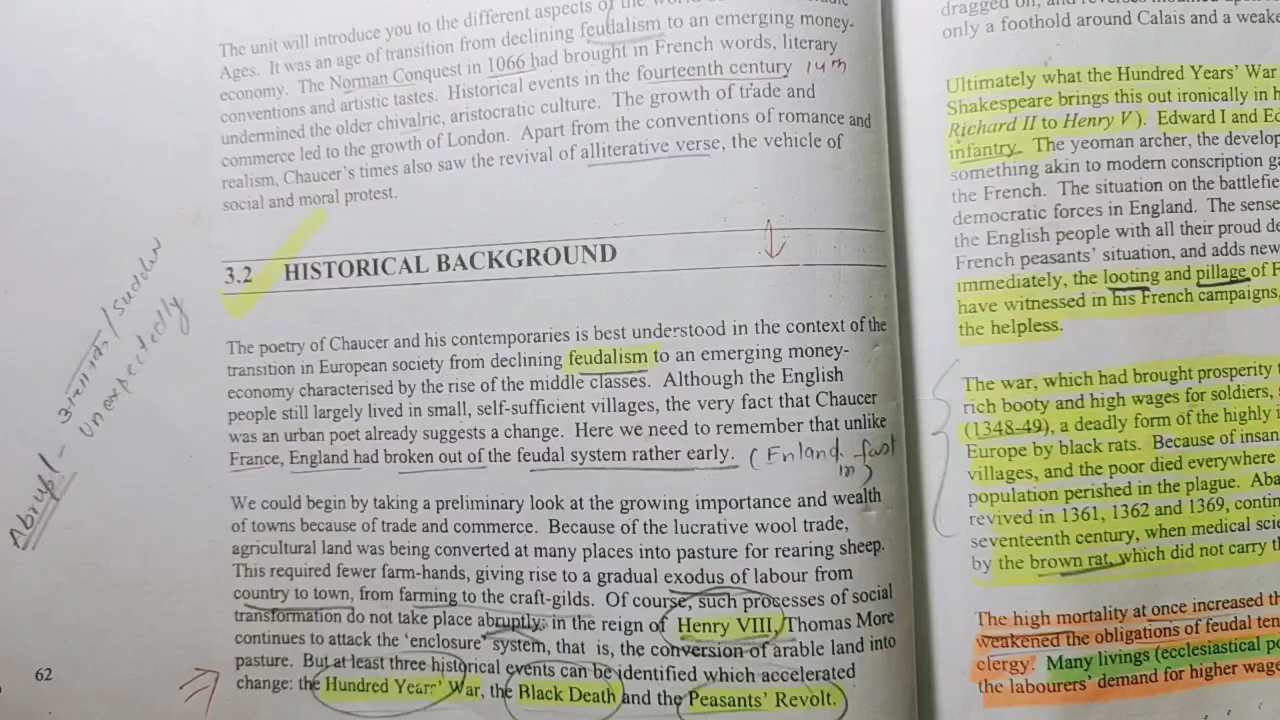 The unit will introduce you to the different aspects of the
Ages. It was an age of transition from declining feudalism to an emerging money-
economy. The Norman Conquest in 1066 had brought in French words, literary
conventions and artistic tastes. Historical events in the fourteenth century 14th
undermined the older chivalric, aristocratic culture. The growth of trade and
commerce led to the growth of London. Apart from the conventions of romance and
realism, Chaucer's times also saw the revival of alliterative verse, the vehicle of
social and moral protest.
3.2 HISTORICAL BACKGROUND
The poetry of Chaucer and his contemporaries is best understood in the context of the
transition in European society from declining feudalism to an emerging money-
economy characterised by the rise of the middle classes. Although the English
people still largely lived in small, self-sufficient villages, the very fact that Chaucer
was an urban poet already suggests a change. Here we need to remember that unlike
France, England had broken out of the feudal system rather early. (Enland fast
in)
We could begin by taking a preliminary look at the growing importance and wealth
of towns because of trade and commerce. Because of the lucrative wool trade,
agricultural land was being converted at many places into pasture for rearing sheep.
This required fewer farm-hands, giving rise to a gradual exodus of labour from
country to town, from farming to the craft-gilds. Of course, such processes of social
transformation do not take place abruptly: in the reign of Henry VIII, Thomas More
continues to attack the 'enclosure' system, that is, the conversion of arable land into
pasture. But at least three historical events can be identified which accelerated
change: the Hundred Years' War, the Black Death and the Peasants' Revolt.
62
Abrupt - अचानक / sudden
unexpectedly
dragged on, and reverses
only a foothold around Calais and a weak
Ultimately what the Hundred Years' War
Shakespeare brings this out ironically in
Richard II to Henry V). Edward I and
infantry. The yeoman archer, the
something akin to modern conscription
the French. The situation on the
democratic forces in England. The sense
the English people with all their proud
French peasants' situation, and adds new
immediately, the looting and pillage of
have witnessed in his French campaigns,
the helpless.
The war, which had brought prosperity
rich booty and high wages for soldiers,
(1348-49), a deadly form of the highly
Europe by black rats. Because of
villages, and the poor died everywhere
population perished in the plague.
revived in 1361, 1362 and 1369,
seventeenth century, when medical
by the brown rat, which did not carry
The high mortality at once increased
weakened the obligations of feudal
clergy. Many livings (ecclesiastical
the labourers' demand for higher